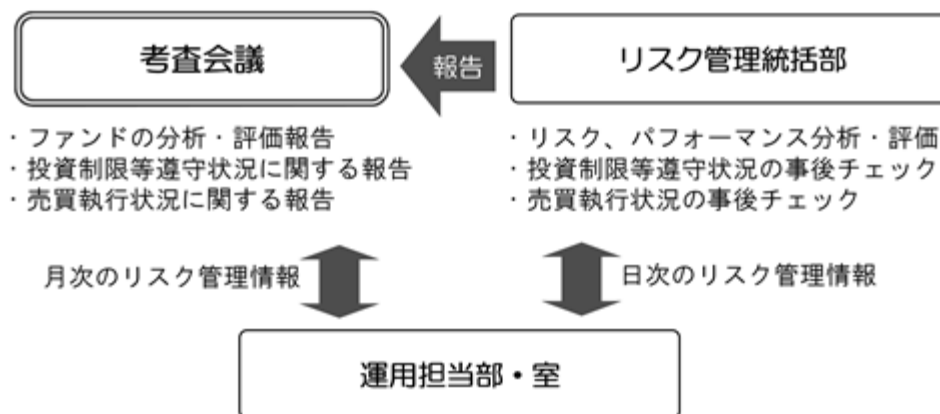 考査会議
報告
リスク管理統括部
・ファンドの分析・評価報告
・投資制限等遵守状況に関する報告
・売買執行状況に関する報告
・リスク、パフォーマンス分析・評価
・投資制限等遵守状況の事後チェック
・売買執行状況の事後チェック
月次のリスク管理情報
日次のリスク管理情報
運用担当部・室